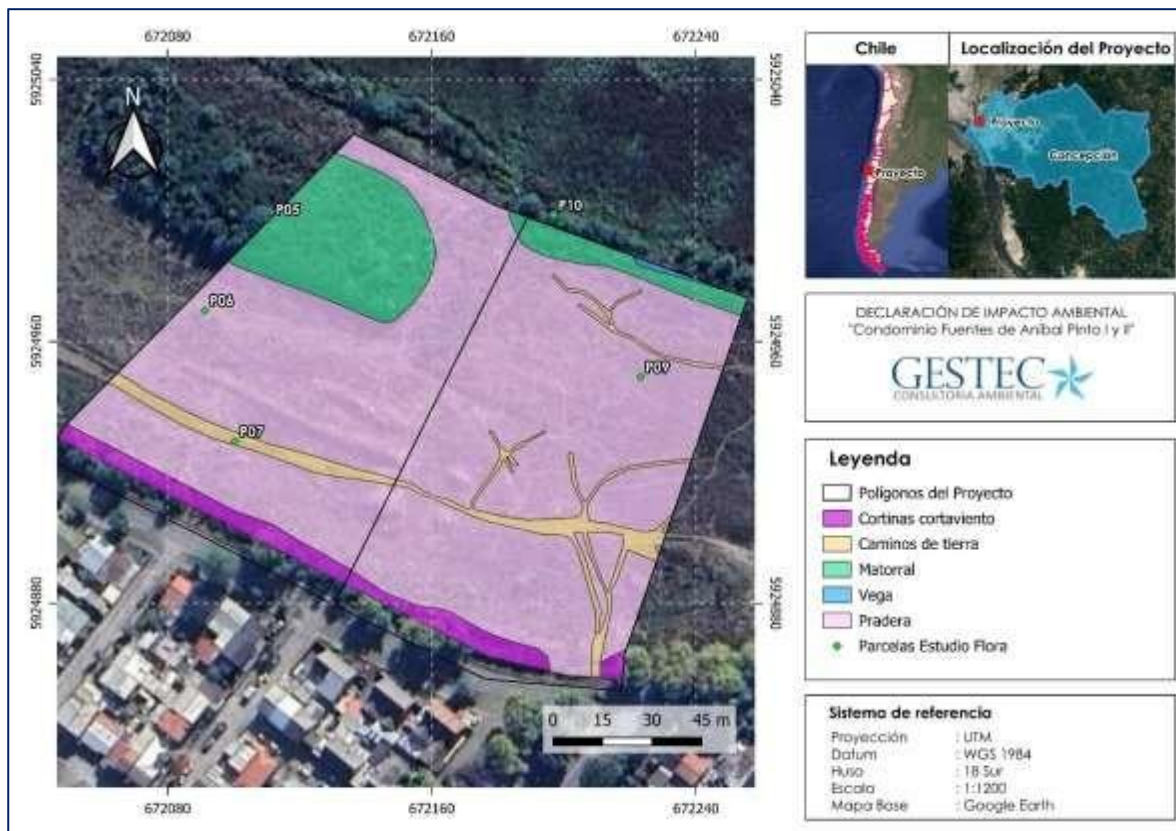 672080 672160 672240
5925040 5925040
N
P05
P10
P06
5924960 5924960
P09
P07
5924880 5924880
0 15 30 45 m
672080 672160 672240
Chile
Proyecto
Localización del Proyecto
Proyecto
Concepción
DECLARACIÓN DE IMPACTO AMBIENTAL
"Condominio Fuentes de Aníbal Pinto I y II"
GESTEC
CONSULTORIA AMBIENTAL
Leyenda
Polígonos del Proyecto
Cortinas cortaviento
Caminos de tierra
Matorral
Vega
Pradera
Parcelas Estudio Flora
Sistema de referencia
Proyección : UTM
Datum : WGS 1984
Huso : 18 Sur
Escala : 1:1200
Mapa Base : Google Earth